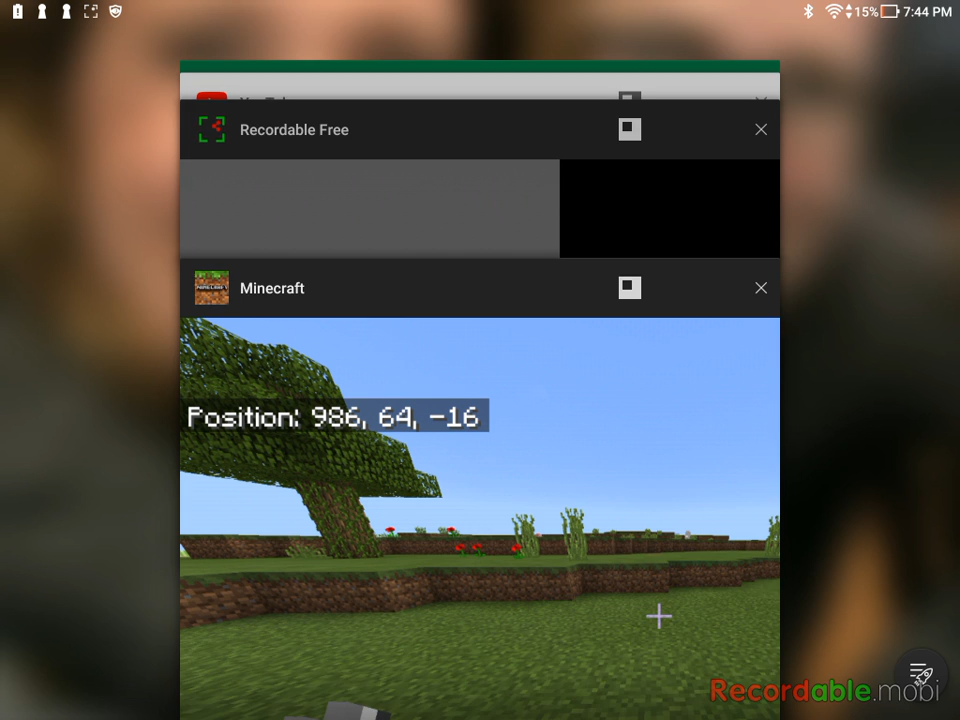 15% 7:44 PM
Recordable Free
Minecraft
Position: 986, 64, -16
Recordable.mobi